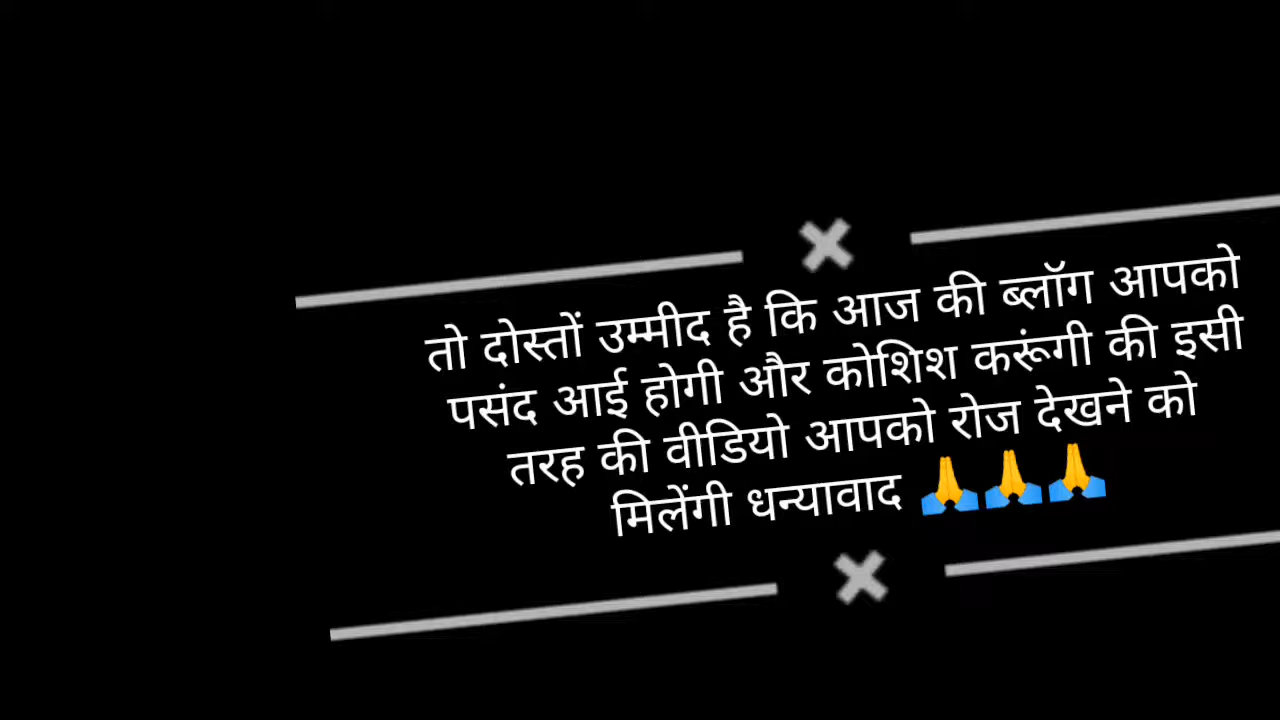 तो दोस्तों उम्मीद है कि आज की ब्लॉग आपको
पसंद आई होगी और कोशिश करूंगी की इसी
तरह की वीडियो आपको रोज देखने को
मिलेंगी धन्यावाद 🙏🙏🙏